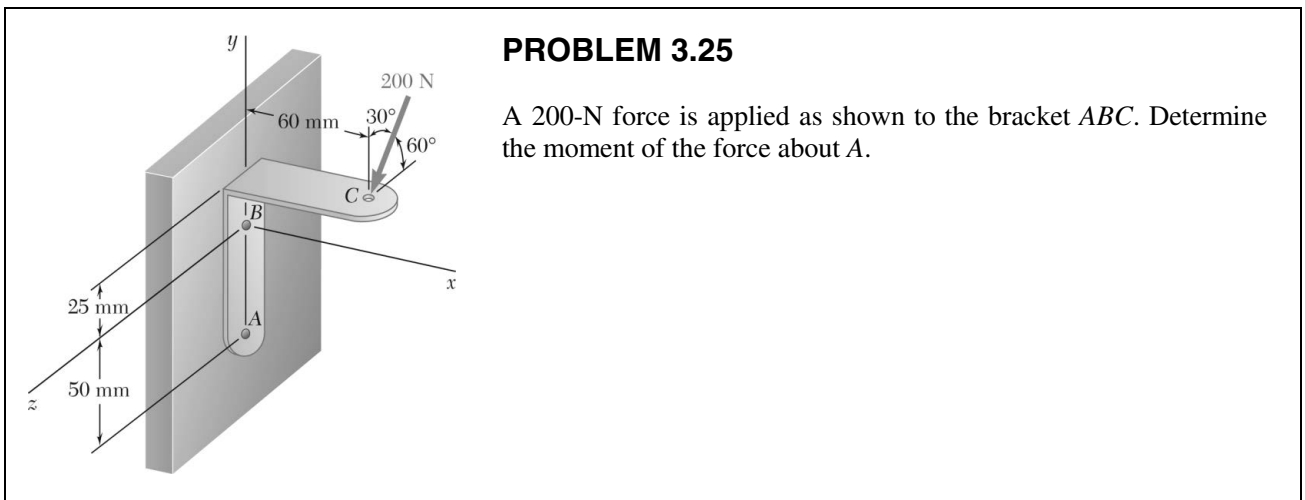 PROBLEM 3.25
A 200-N force is applied as shown to the bracket ABC. Determine
the moment of the force about A.
y
200 N
60 mm
30°
60°
C
B
x
25 mm
A
50 mm
z